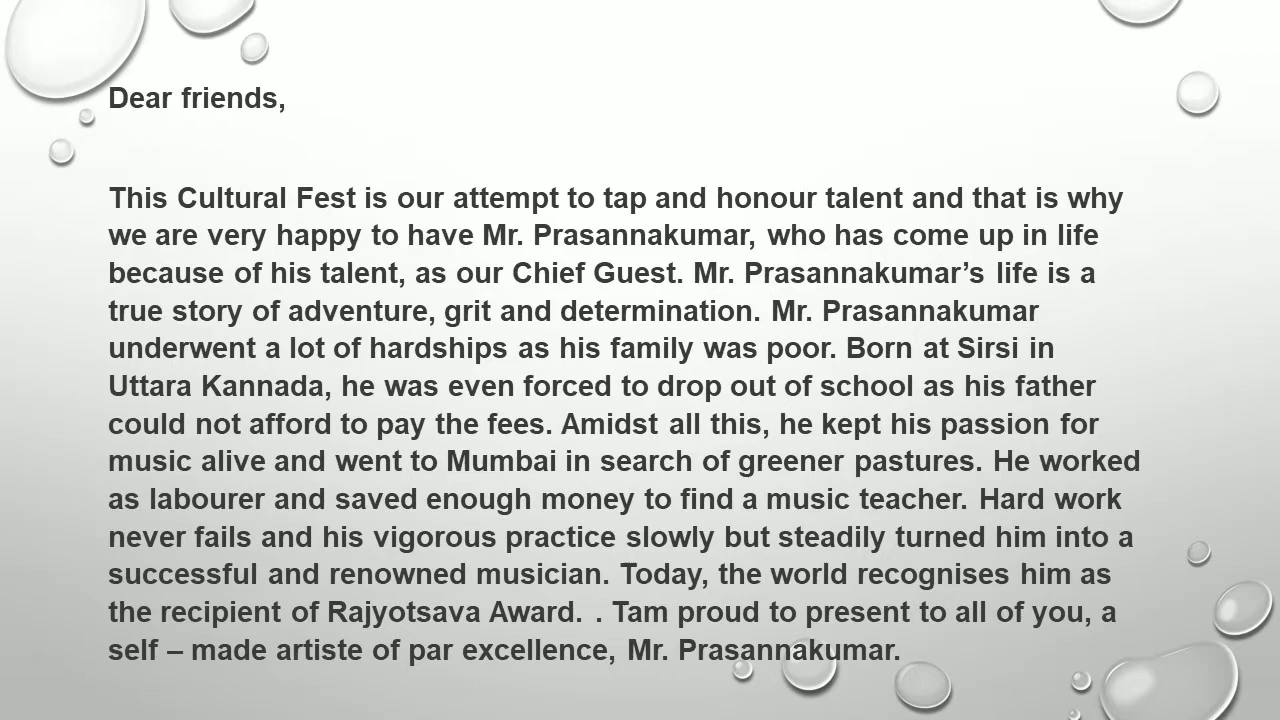 Dear friends,
This Cultural Fest is our attempt to tap and honour talent and that is why
we are very happy to have Mr. Prasannakumar, who has come up in life
because of his talent, as our Chief Guest. Mr. Prasannakumar’s life is a
true story of adventure, grit and determination. Mr. Prasannakumar
underwent a lot of hardships as his family was poor. Born at Sirsi in
Uttara Kannada, he was even forced to drop out of school as his father
could not afford to pay the fees. Amidst all this, he kept his passion for
music alive and went to Mumbai in search of greener pastures. He worked
as labourer and saved enough money to find a music teacher. Hard work
never fails and his vigorous practice slowly but steadily turned him into a
successful and renowned musician. Today, the world recognises him as
the recipient of Rajyotsava Award. . Tam proud to present to all of you, a
self – made artiste of par excellence, Mr. Prasannakumar.